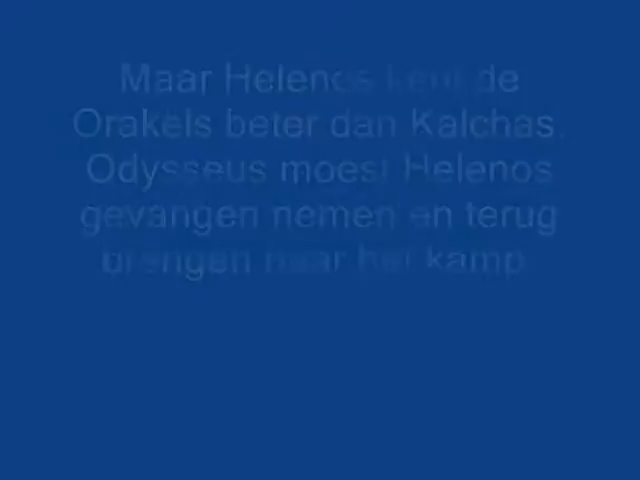 Maar Helenos kent de
Orakels beter dan Kalchas.
Odysseus moest Helenos
gevangen nemen en terug
brengen naar het kamp